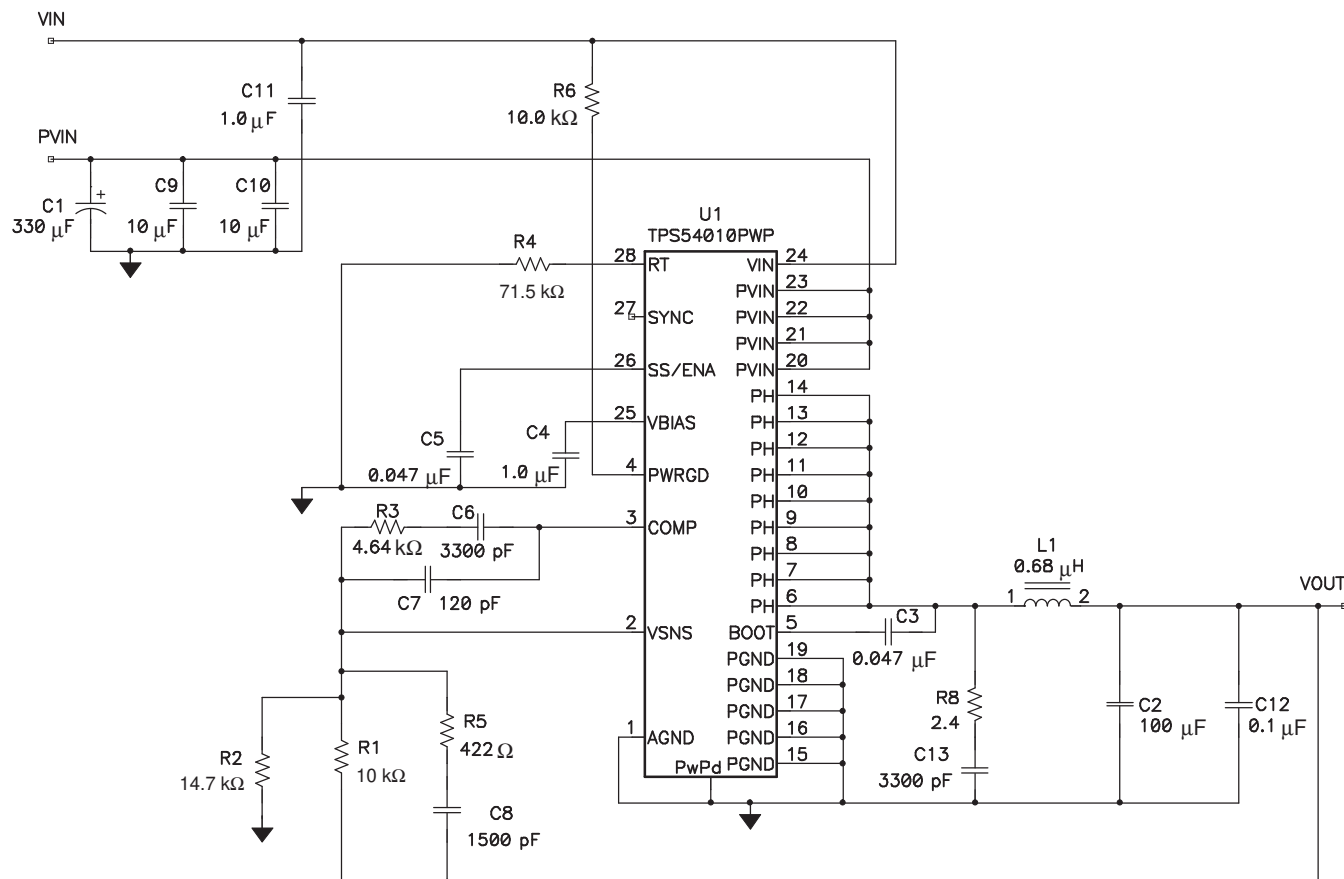 VIN
C11
1.0 µF
R6
10.0 kΩ
PVIN
C1
330 µF
+
C9
10 µF
C10
10 µF
U1
TPS54010PWP
R4
71.5 kΩ
28 RT
27 SYNC
26 SS/ENA
25 VBIAS
4 PWRGD
3 COMP
2 VSNS
1 AGND
PwPd
VIN 24
PVIN 23
PVIN 22
PVIN 21
PVIN 20
PH 14
PH 13
PH 12
PH 11
PH 10
PH 9
PH 8
PH 7
PH 6
BOOT 5
PGND 19
PGND 18
PGND 17
PGND 16
PGND 15
C5
0.047 µF
C4
1.0 µF
R3
4.64 kΩ
C6
3300 pF
C7
120 pF
R2
14.7 kΩ
R1
10 kΩ
R5
422 Ω
C8
1500 pF
C3
0.047 µF
L1
0.68 µH
1
2
VOUT
R8
2.4
C13
3300 pF
C2
100 µF
C12
0.1 µF